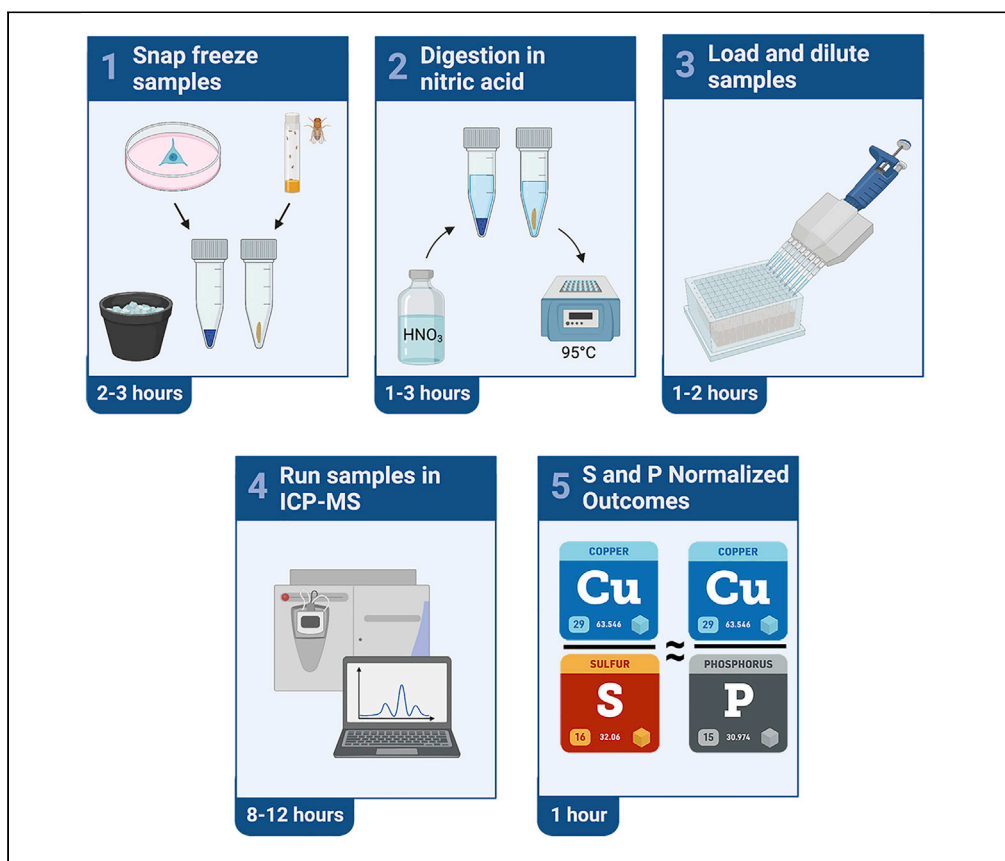 1 Snap freeze
samples
2-3 hours
2 Digestion in
nitric acid
HNO₃
95°C
1-3 hours
3 Load and dilute
samples
1-2 hours
4 Run samples in
ICP-MS
8-12 hours
5 S and P Normalized
Outcomes
COPPER
Cu
29 63.546
SULFUR
S
16 32.06
≈
COPPER
Cu
29 63.546
PHOSPHORUS
P
15 30.974
1 hour